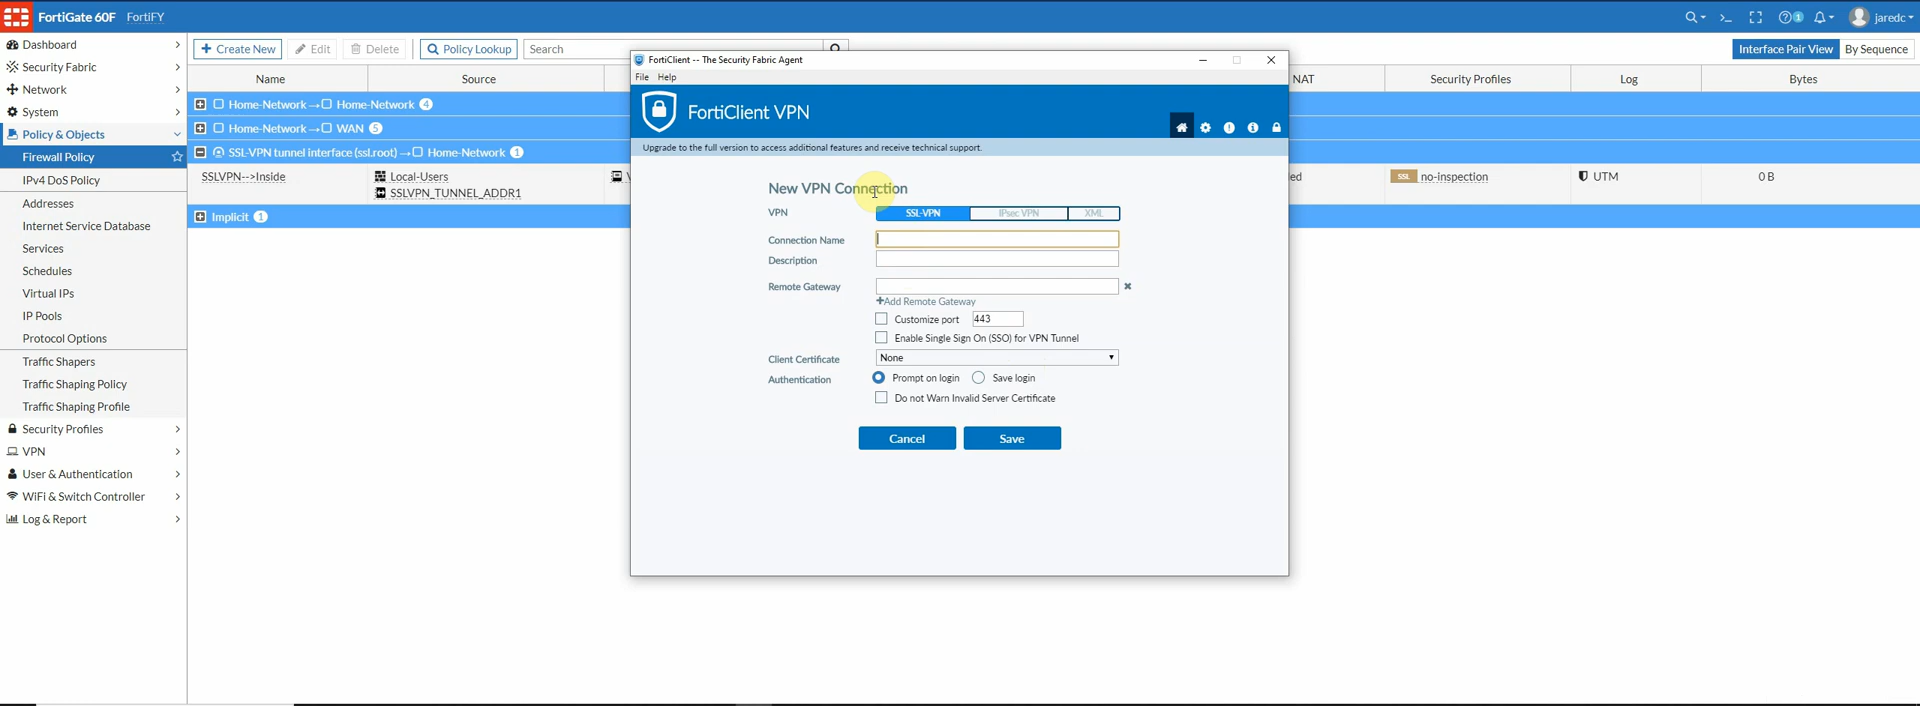 FortiGate 60F FortiFY
1
jaredc
Dashboard
Security Fabric
Network
System
Policy & Objects
Firewall Policy
IPv4 DoS Policy
Addresses
Internet Service Database
Services
Schedules
Virtual IPs
IP Pools
Protocol Options
Traffic Shapers
Traffic Shaping Policy
Traffic Shaping Profile
Security Profiles
VPN
User & Authentication
WiFi & Switch Controller
Log & Report
+ Create New Edit Delete Policy Lookup Search
Interface Pair View By Sequence
Name Source NAT Security Profiles Log Bytes
Home-Network → Home-Network 4
Home-Network → WAN 5
SSL-VPN tunnel interface (ssl.root) → Home-Network 1
SSLVPN-->Inside Local-Users ed SSL no-inspection UTM 0 B
SSLVPN_TUNNEL_ADDR1
Implicit 1
FortiClient -- The Security Fabric Agent
File Help
FortiClient VPN
Upgrade to the full version to access additional features and receive technical support.
New VPN Connection
VPN SSL-VPN IPsec VPN XML
Connection Name
Description
Remote Gateway
+Add Remote Gateway
Customize port 443
Enable Single Sign On (SSO) for VPN Tunnel
Client Certificate None
Authentication Prompt on login Save login
Do not Warn Invalid Server Certificate
Cancel Save